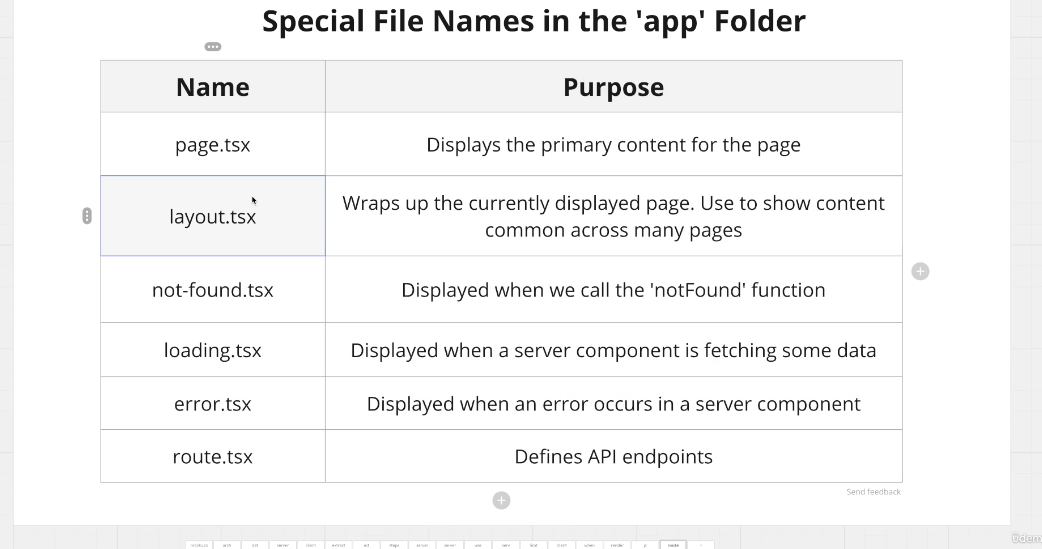 Special File Names in the 'app' Folder
Name
Purpose
page.tsx
Displays the primary content for the page
layout.tsx
Wraps up the currently displayed page. Use to show content
common across many pages
not-found.tsx
Displayed when we call the 'notFound' function
loading.tsx
Displayed when a server component is fetching some data
error.tsx
Displayed when an error occurs in a server component
route.tsx
Defines API endpoints
Send feedback